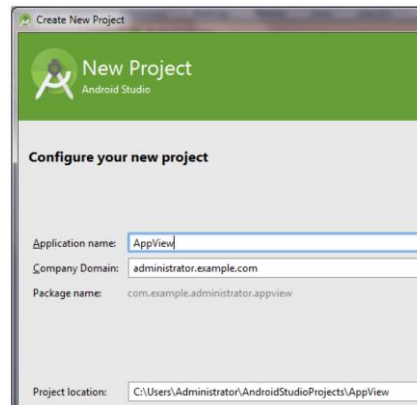 Create New Project
New Project
Android Studio
Configure your new project
Application name: AppView
Company Domain: administrator.example.com
Package name: com.example.administrator.appview
Project location: C:\Users\Administrator\AndroidStudioProjects\AppView